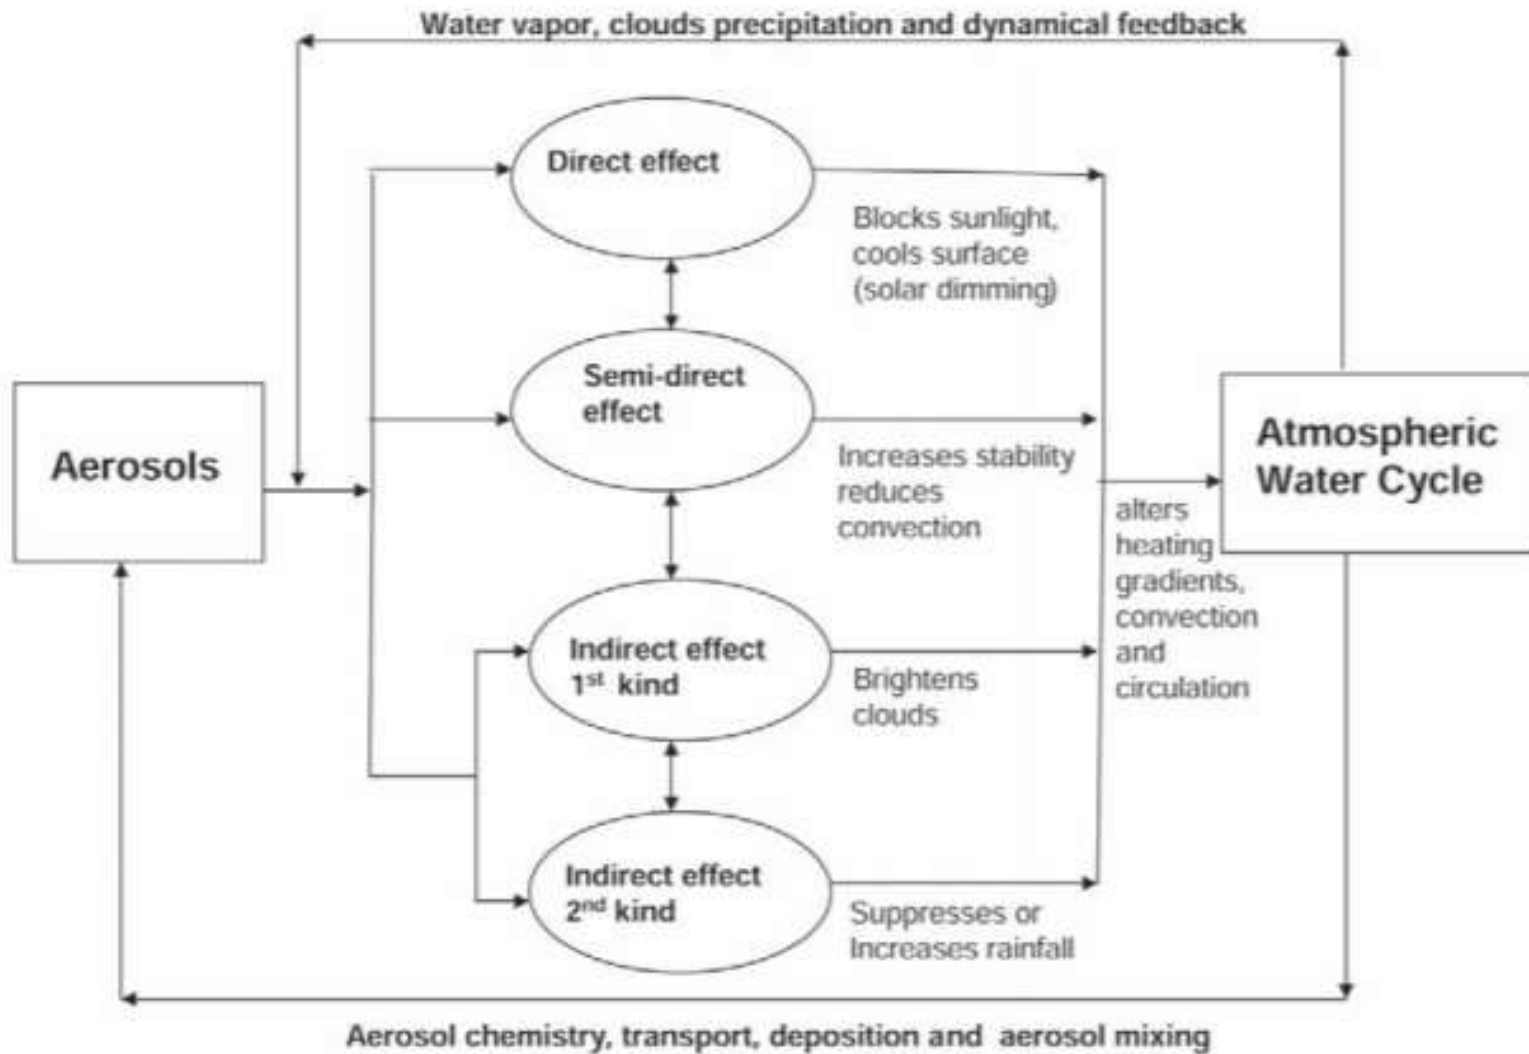 Water vapor, clouds precipitation and dynamical feedback
Direct effect
Blocks sunlight,
cools surface
(solar dimming)
Semi-direct
effect
Increases stability
reduces
convection
Aerosols
Atmospheric
Water Cycle
alters
heating
gradients,
convection
and
circulation
Indirect effect
1st kind
Brightens
clouds
Indirect effect
2nd kind
Suppresses or
Increases rainfall
Aerosol chemistry, transport, deposition and aerosol mixing